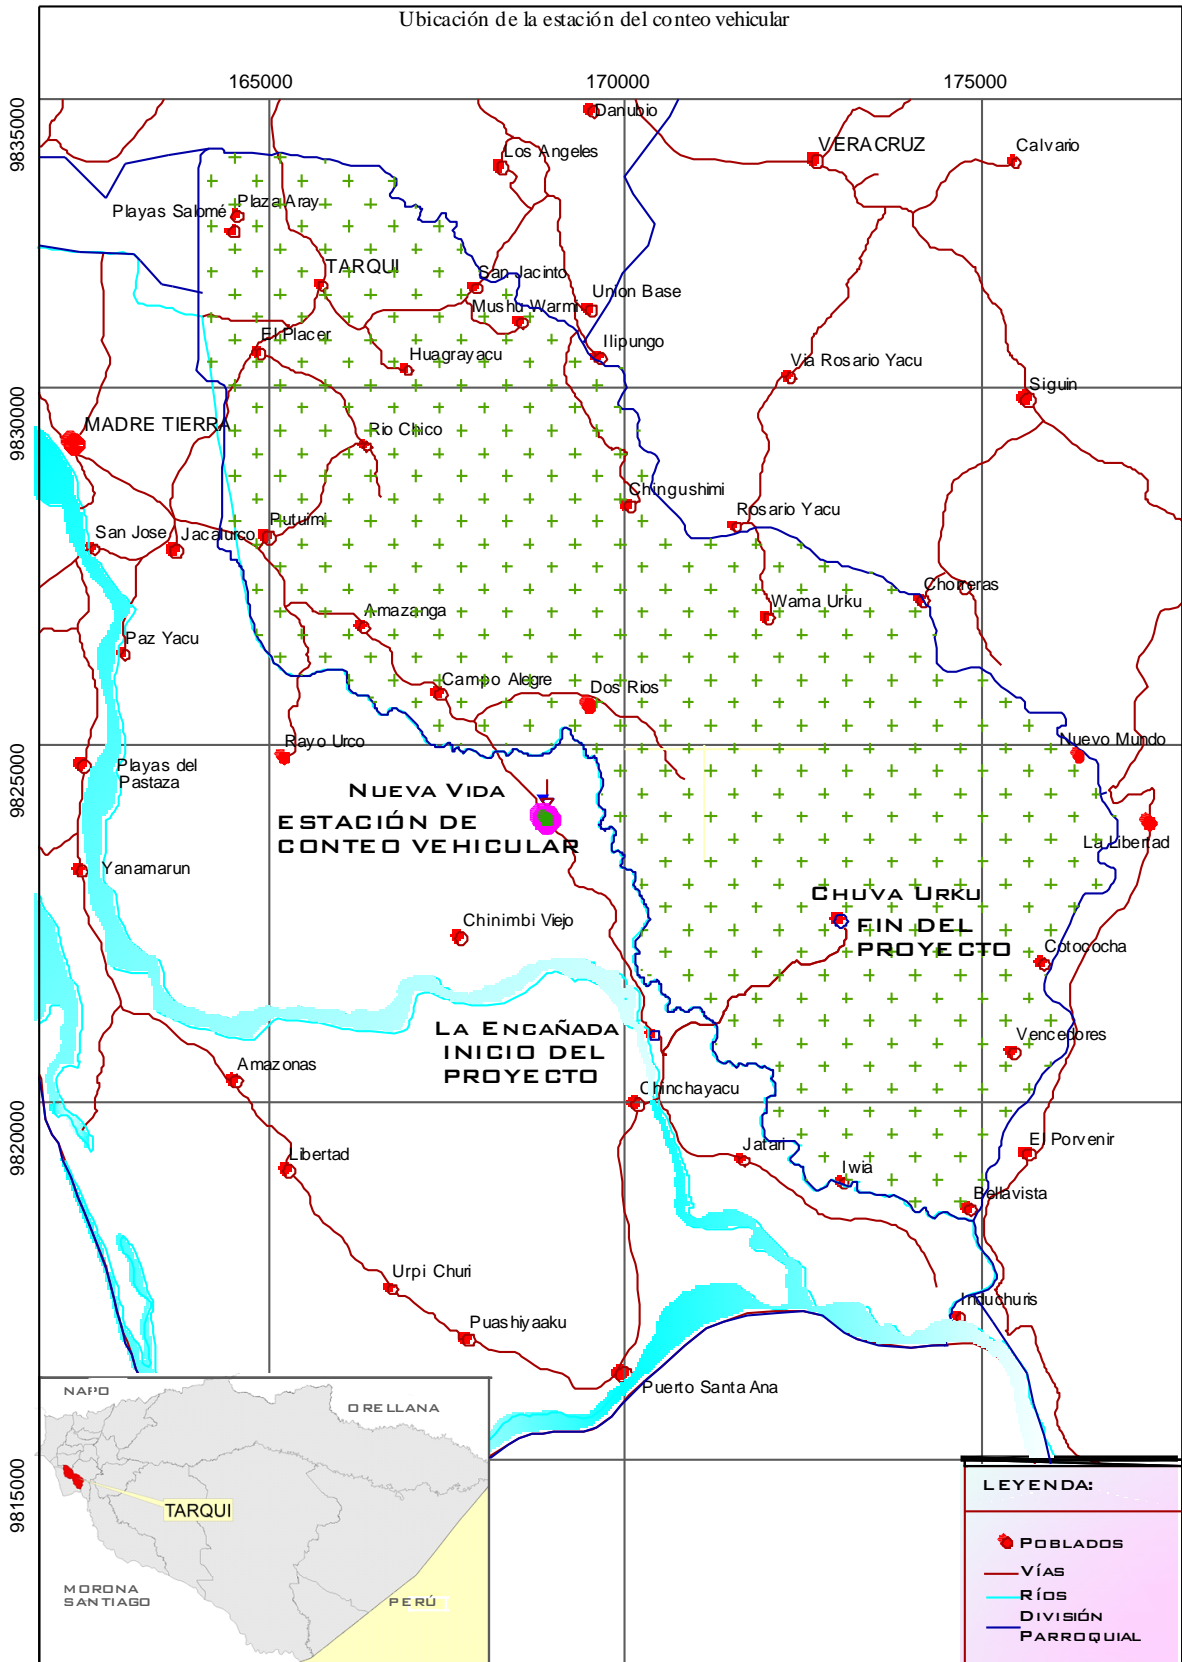 Ubicación de la estación del conteo vehicular
165000
170000
175000
9835000
9830000
9825000
9820000
9815000
Danubio
Los Angeles
VERACRUZ
Calvario
Playas Salomé
Plaza Aray
TARQUI
San Jacinto
Mushu Warmi
Union Base
El Placer
Huagrayacu
Ilipungo
Via Rosario Yacu
Siguin
MADRE TIERRA
Rio Chico
Chingushimi
Rosario Yacu
San Jose
Jacalurco
Putuimi
Chorreras
Amazanga
Wama Urku
Paz Yacu
Campo Alegre
Dos Rios
Rayo Urco
Nuevo Mundo
Playas del
Pastaza
NUEVA VIDA
ESTACIÓN DE
CONTEO VEHICULAR
La Libertad
Yanamarun
CHUVA URKU
FIN DEL
PROYECTO
Chinimbi Viejo
Cotococha
LA ENCAÑADA
INICIO DEL
PROYECTO
Vencedores
Amazonas
Chinchayacu
Libertad
Jatari
Iwia
El Porvenir
Bellavista
Urpi Churi
Puashiyaaku
Induchuris
Puerto Santa Ana
NAPO
ORELLANA
TARQUI
MORONA
SANTIAGO
PERÚ
LEYENDA:
POBLADOS
VÍAS
RÍOS
DIVISIÓN
PARROQUIAL